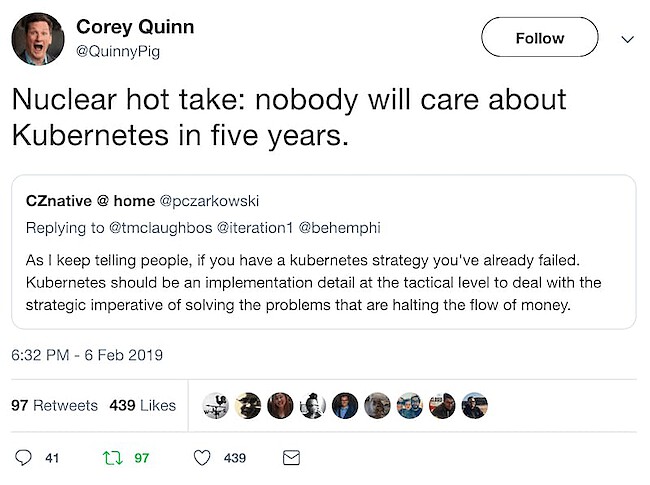 Corey Quinn
@QuinnyPig
Follow
Nuclear hot take: nobody will care about
Kubernetes in five years.
CZnative @ home @pczarkowski
Replying to @tmclaughbos @iteration1 @behemphi
As I keep telling people, if you have a kubernetes strategy you've already failed.
Kubernetes should be an implementation detail at the tactical level to deal with the
strategic imperative of solving the problems that are halting the flow of money.
6:32 PM - 6 Feb 2019
97 Retweets 439 Likes
41 97 439